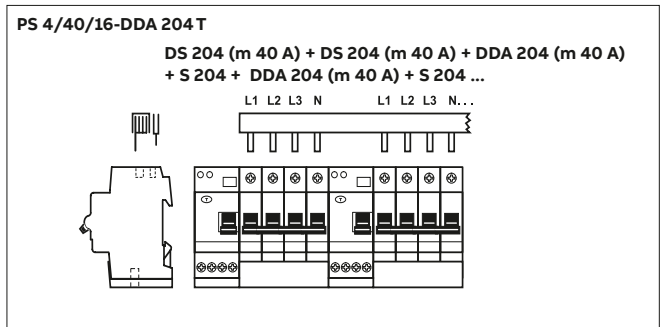 PS 4/40/16-DDA 204 T
DS 204 (m 40 A) + DS 204 (m 40 A) + DDA 204 (m 40 A)
+ S 204 + DDA 204 (m 40 A) + S 204 ...
L1 L2 L3 N L1 L2 L3 N...
T T